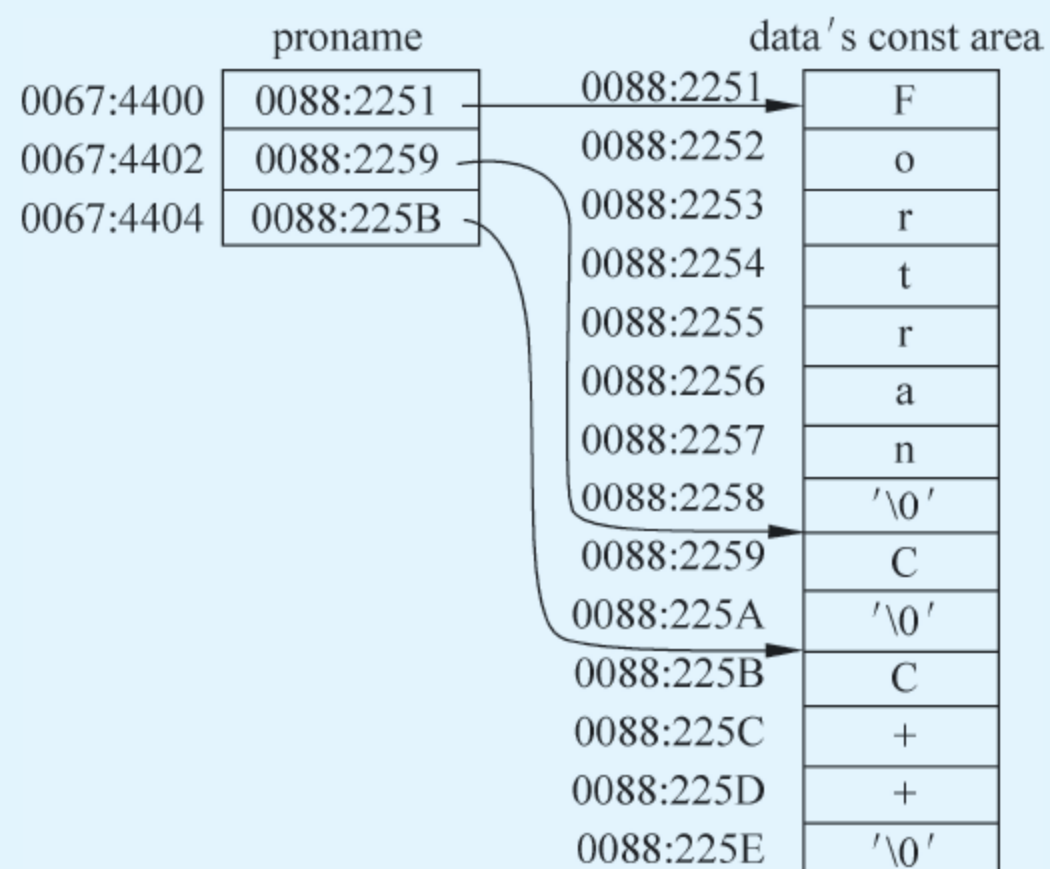 proname data's const area
0067:4400 0088:2251 0088:2251 F
0067:4402 0088:2259 0088:2252 o
0067:4404 0088:225B 0088:2253 r
0088:2254 t
0088:2255 r
0088:2256 a
0088:2257 n
0088:2258 '\0'
0088:2259 C
0088:225A '\0'
0088:225B C
0088:225C +
0088:225D +
0088:225E '\0'